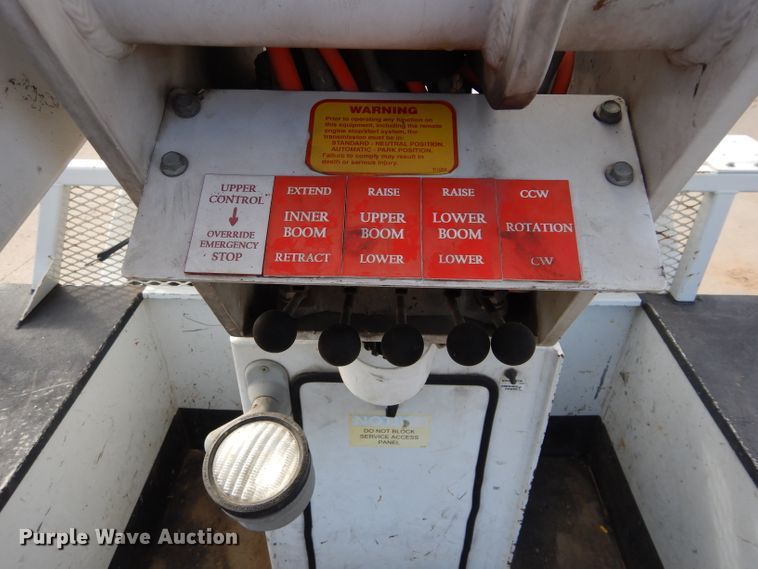 WARNING
Prior to operating any function on
this equipment, including the remote
engine stop/start system, the
transmission must be in:
STANDARD - NEUTRAL POSITION.
AUTOMATIC - PARK POSITION.
Failure to comply may result in
death or serious injury.
UPPER
CONTROL
OVERRIDE
EMERGENCY
STOP
EXTEND
INNER
BOOM
RETRACT
RAISE
UPPER
BOOM
LOWER
RAISE
LOWER
BOOM
LOWER
CCW
ROTATION
CW
DO NOT BLOCK
SERVICE ACCESS
PANEL
Purple Wave Auction